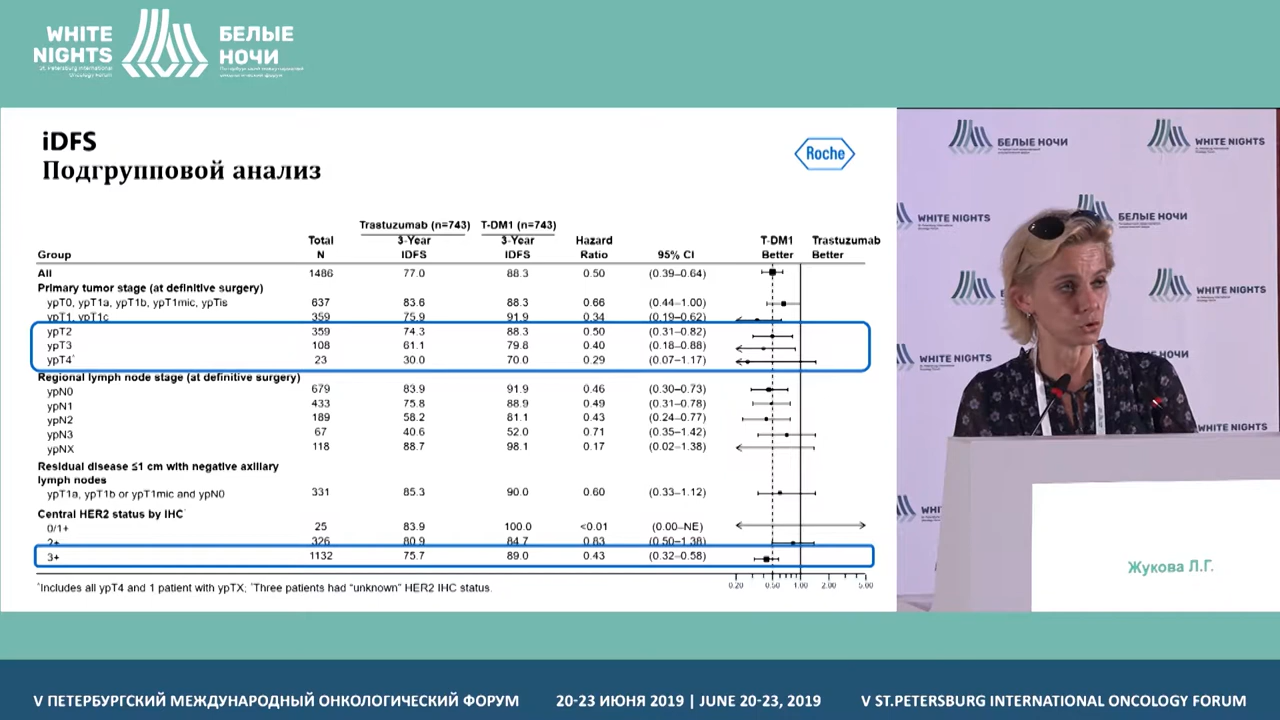 WHITE
NIGHTS
St. Petersburg International
Oncology Forum
БЕЛЫЕ
НОЧИ
Петербургский международный
онкологический форум
iDFS
Подгрупповой анализ
Roche
Trastuzumab (n=743) T-DM1 (n=743)
Total 3-Year 3-Year Hazard T-DM1 Trastuzumab
Group N IDFS IDFS Ratio 95% CI Better Better
All 1486 77.0 88.3 0.50 (0.39–0.64)
Primary tumor stage (at definitive surgery)
ypT0, ypT1a, ypT1b, ypT1mic, ypTis 637 83.6 88.3 0.66 (0.44–1.00)
ypT1, ypT1c 359 75.9 91.9 0.34 (0.19–0.62)
ypT2 359 74.3 88.3 0.50 (0.31–0.82)
ypT3 108 61.1 79.8 0.40 (0.18–0.88)
ypT4* 23 30.0 70.0 0.29 (0.07–1.17)
Regional lymph node stage (at definitive surgery)
ypN0 679 83.9 91.9 0.46 (0.30–0.73)
ypN1 433 75.8 88.9 0.49 (0.31–0.78)
ypN2 189 58.2 81.1 0.43 (0.24–0.77)
ypN3 67 40.6 52.0 0.71 (0.35–1.42)
ypNX 118 88.7 98.1 0.17 (0.02–1.38)
Residual disease ≤1 cm with negative axillary
lymph nodes
ypT1a, ypT1b or ypT1mic and ypN0 331 85.3 90.0 0.60 (0.33–1.12)
Central HER2 status by IHC
0/1+ 25 83.9 100.0 <0.01 (0.00–NE)
2+ 326 80.9 84.7 0.83 (0.50–1.38)
3+ 1132 75.7 89.0 0.43 (0.32–0.58)
0.20 0.50 1.00 2.00 5.00
*Includes all ypT4 and 1 patient with ypTX; Three patients had “unknown” HER2 IHC status.
БЕЛЫЕ НОЧИ
WHITE NIGHTS
WHITE NIGHTS
БЕЛЫЕ НОЧИ
WHITE NIGHTS
WHITE NIGHTS
WHITE NIGHTS
Жукова Л.Г.
V ПЕТЕРБУРГСКИЙ МЕЖДУНАРОДНЫЙ ОНКОЛОГИЧЕСКИЙ ФОРУМ 20-23 ИЮНЯ 2019 | JUNE 20-23, 2019 V ST.PETERSBURG INTERNATIONAL ONCOLOGY FORUM